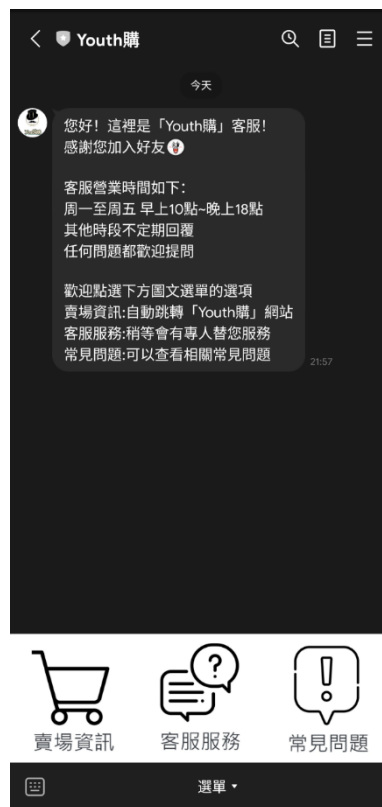 Youth購
今天
您好！這裡是「Youth購」客服！
感謝您加入好友
客服營業時間如下：
周一至周五 早上10點~晚上18點
其他時段不定期回覆
任何問題都歡迎提問
歡迎點選下方圖文選單的選項
賣場資訊:自動跳轉「Youth購」網站
客服服務:稍等會有專人替您服務
常見問題:可以查看相關常見問題
21:57
賣場資訊
客服服務
常見問題
選單